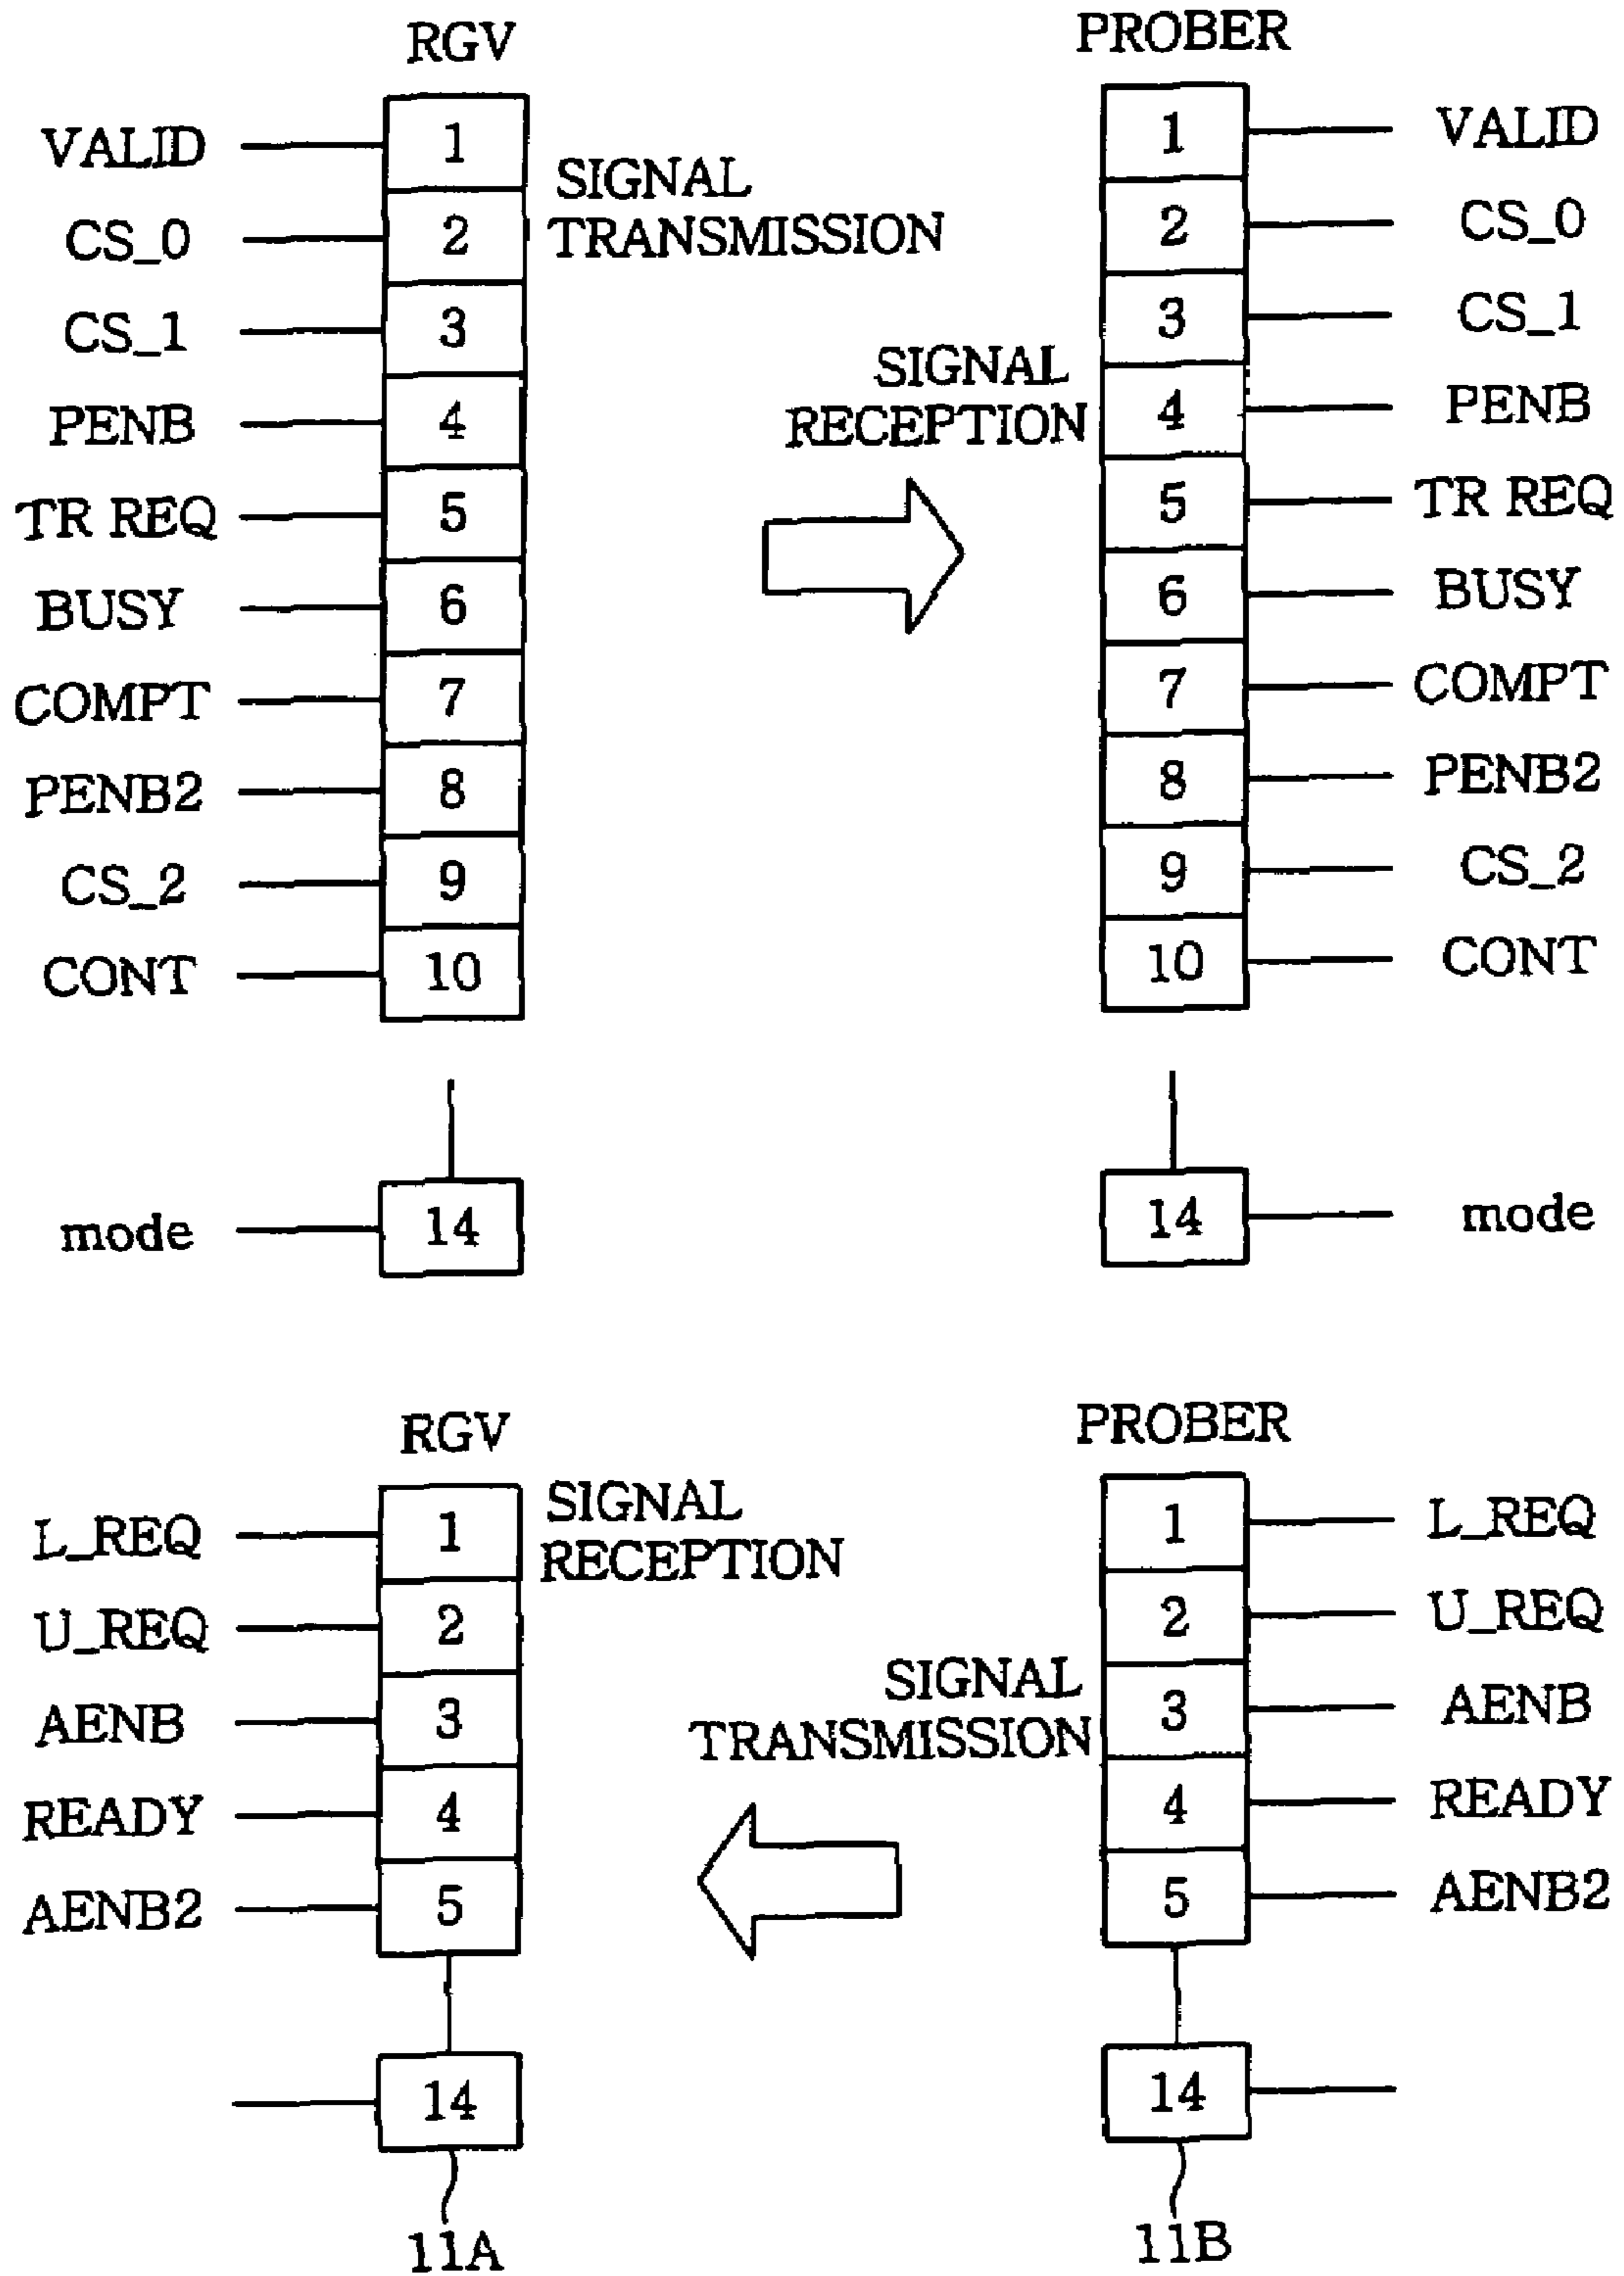 RGV
PROBER
VALID 1 SIGNAL TRANSMISSION 1 VALID
CS_0 2 2 CS_0
CS_1 3 3 CS_1
PENB 4 SIGNAL RECEPTION 4 PENB
TR REQ 5 5 TR REQ
BUSY 6 6 BUSY
COMPT 7 7 COMPT
PENB2 8 8 PENB2
CS_2 9 9 CS_2
CONT 10 10 CONT
mode 14 14 mode
RGV
PROBER
L_REQ 1 SIGNAL RECEPTION 1 L_REQ
U_REQ 2 2 U_REQ
AENB 3 SIGNAL TRANSMISSION 3 AENB
READY 4 4 READY
AENB2 5 5 AENB2
14 14
11A 11B